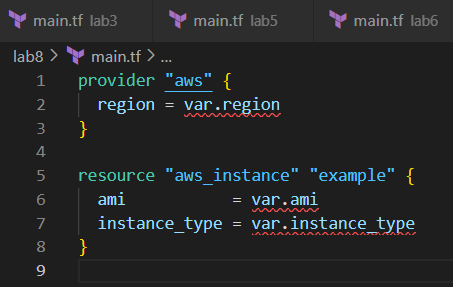 main.tf lab3 main.tf lab5 main.tf lab6
lab8 > main.tf > ...
1 provider "aws" {
2   region = var.region
3 }
4
5 resource "aws_instance" "example" {
6   ami           = var.ami
7   instance_type = var.instance_type
8 }
9